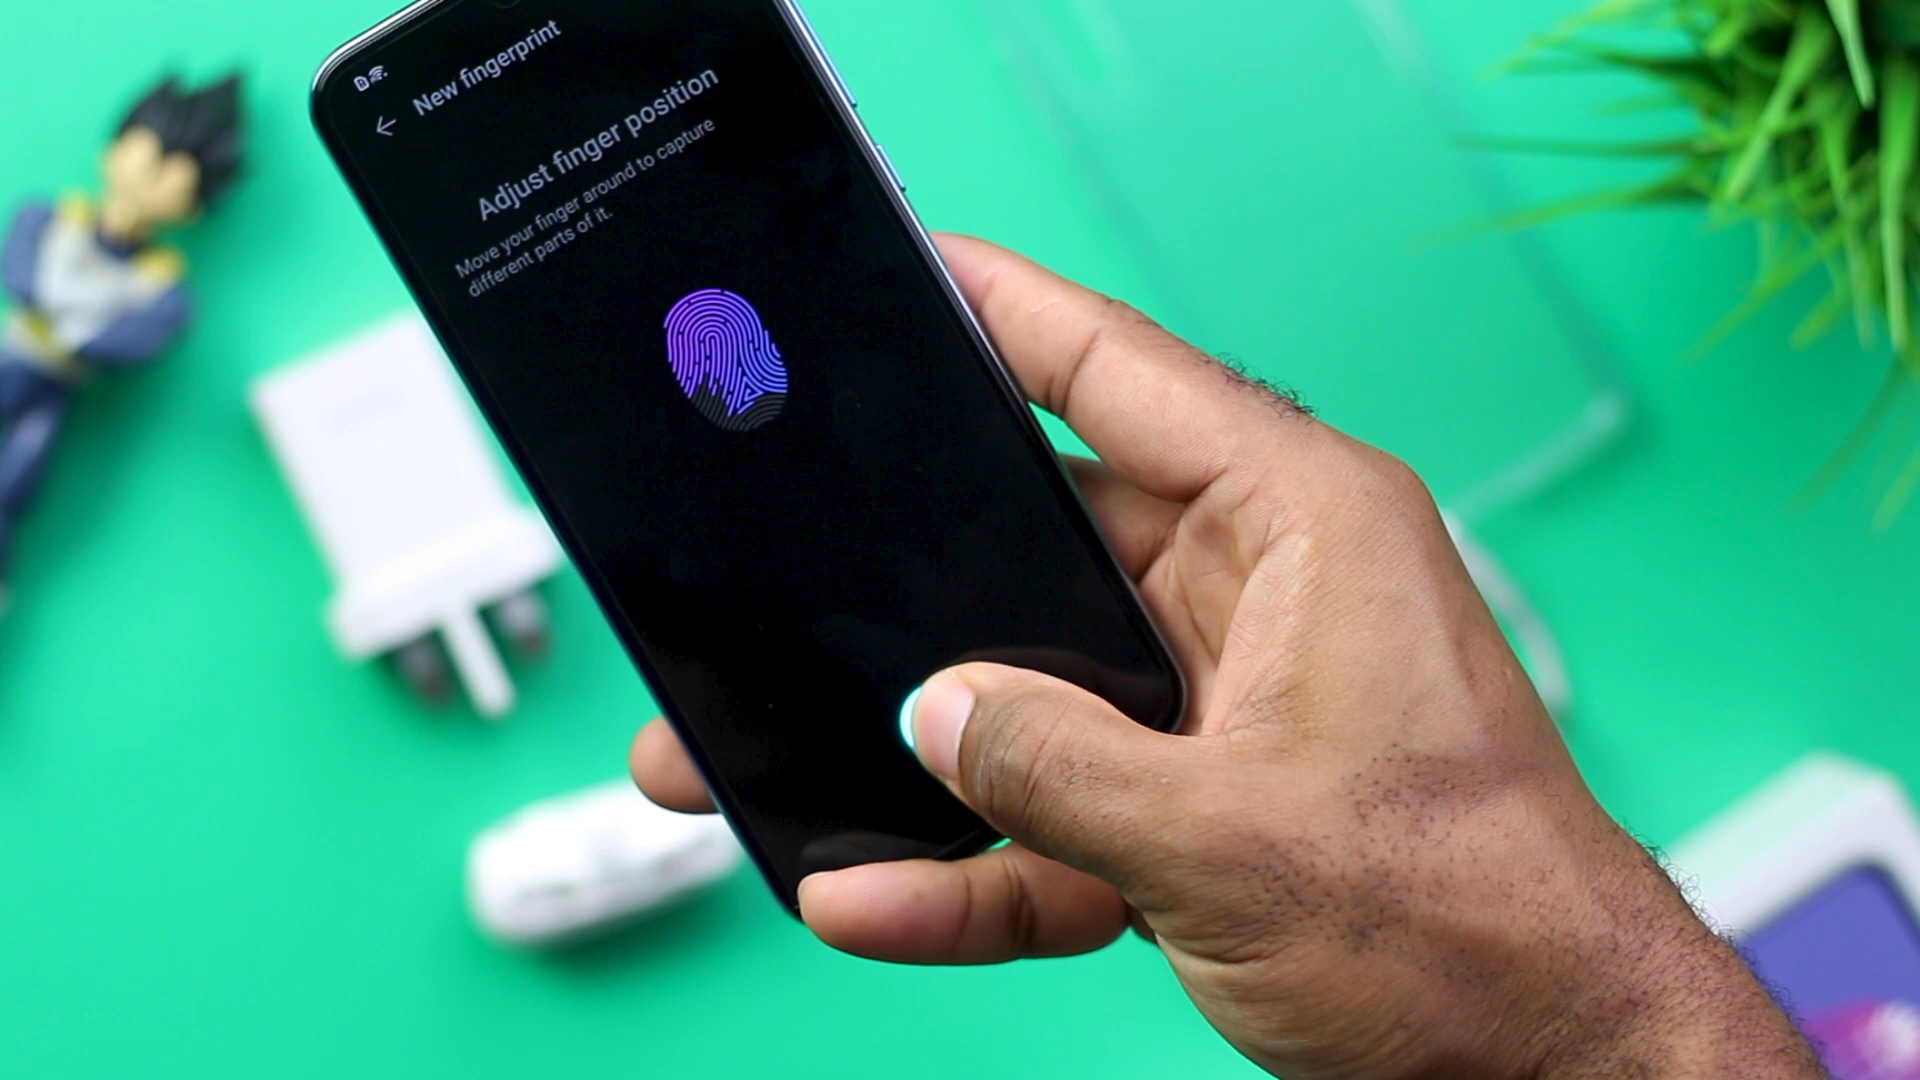 New fingerprint
Adjust finger position
Move your finger around to capture
different parts of it.